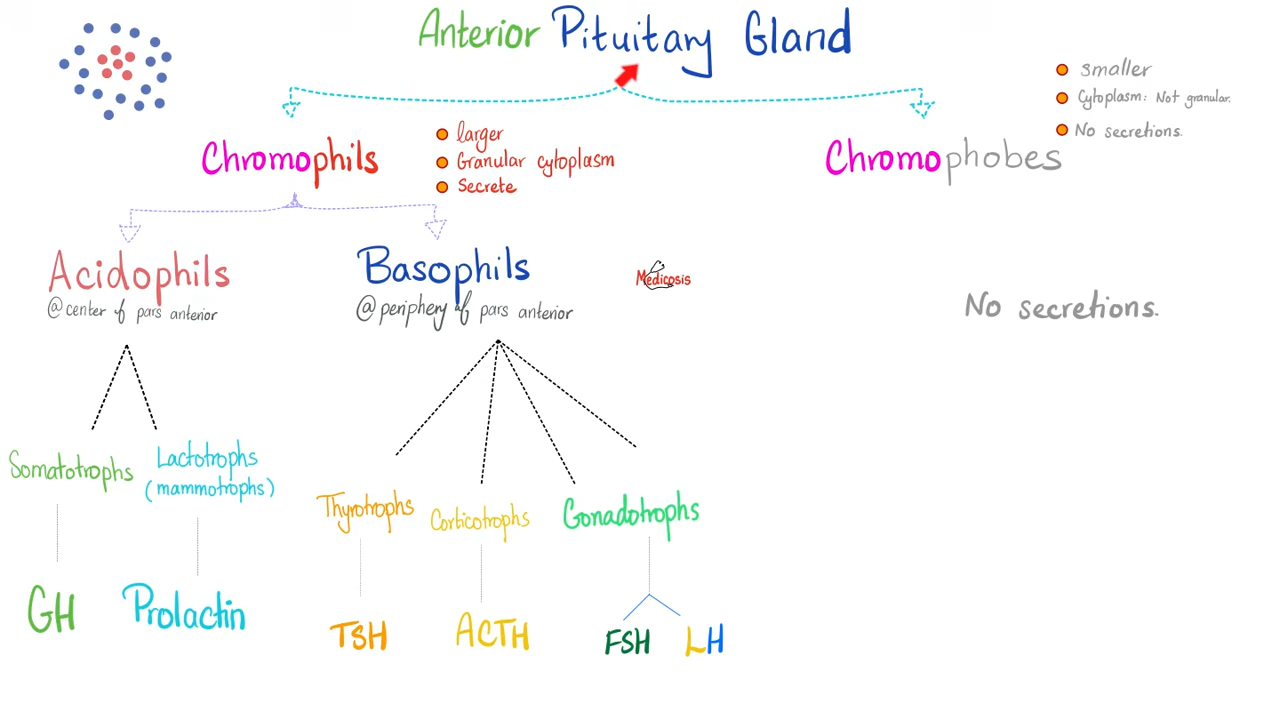 Anterior Pituitary Gland
smaller
Cytoplasm: Not granular.
No secretions.
Chromophils
larger
Granular cytoplasm
Secrete
Chromophobes
Acidophils
@center of pars anterior
Basophils
@periphery of pars anterior
Medicosis
No secretions.
Somatotrophs
Lactotrophs
(mammotrophs)
Thyrotrophs
Corticotrophs
Gonadotrophs
GH
Prolactin
TSH
ACTH
FSH
LH